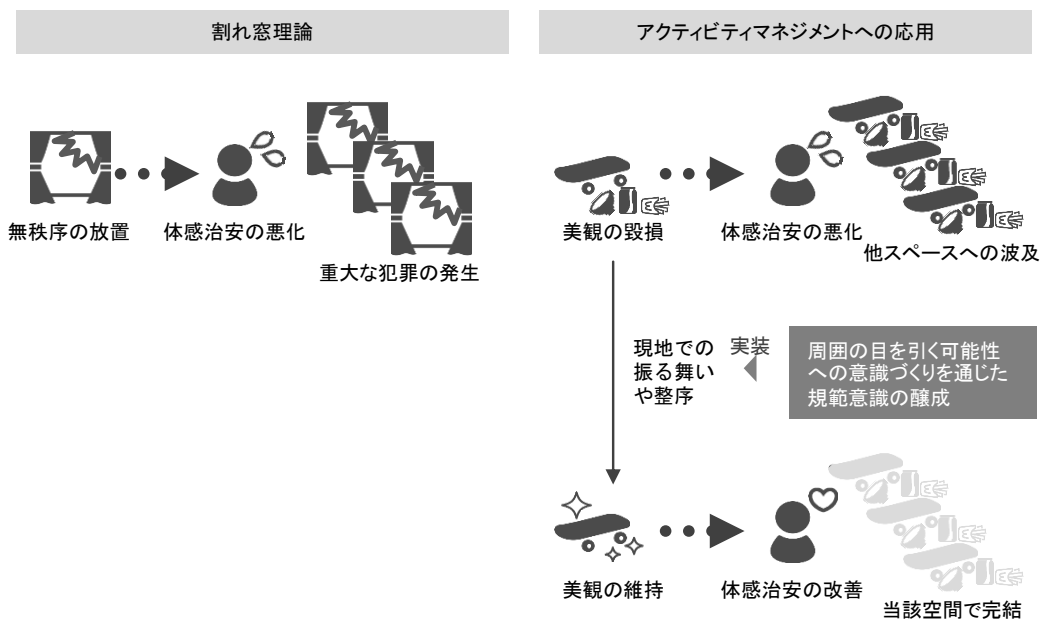 割れ窓理論
アクティビティマネジメントへの応用
無秩序の放置
体感治安の悪化
重大な犯罪の発生
美観の毀損
体感治安の悪化
他スペースへの波及
現地での
振る舞い
や整序
実装
周囲の目を引く可能性
への意識づくりを通じた
規範意識の醸成
美観の維持
体感治安の改善
当該空間で完結